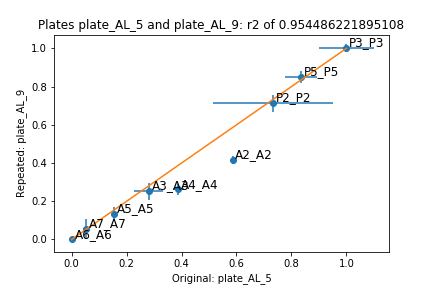 Plates plate_AL_5 and plate_AL_9: r2 of 0.954486221895108
P3_P3
1.0
P5_P5
0.8
P2_P2
0.6
A2_A2
0.4
A3_A3
A4_A4
0.2
A5_A5
A7_A7
A6_A6
0.0
0.0 0.2 0.4 0.6 0.8 1.0
Original: plate_AL_5
Repeated: plate_AL_9